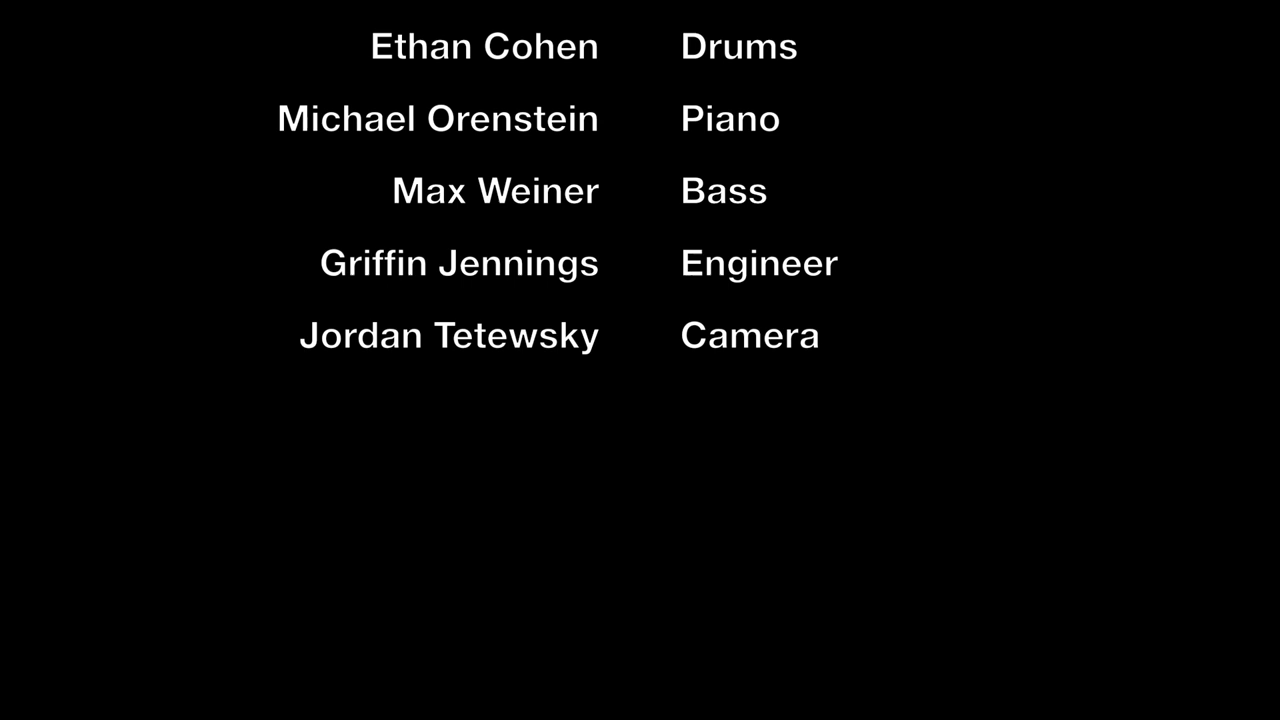 Ethan Cohen Drums
Michael Orenstein Piano
Max Weiner Bass
Griffin Jennings Engineer
Jordan Tetewsky Camera